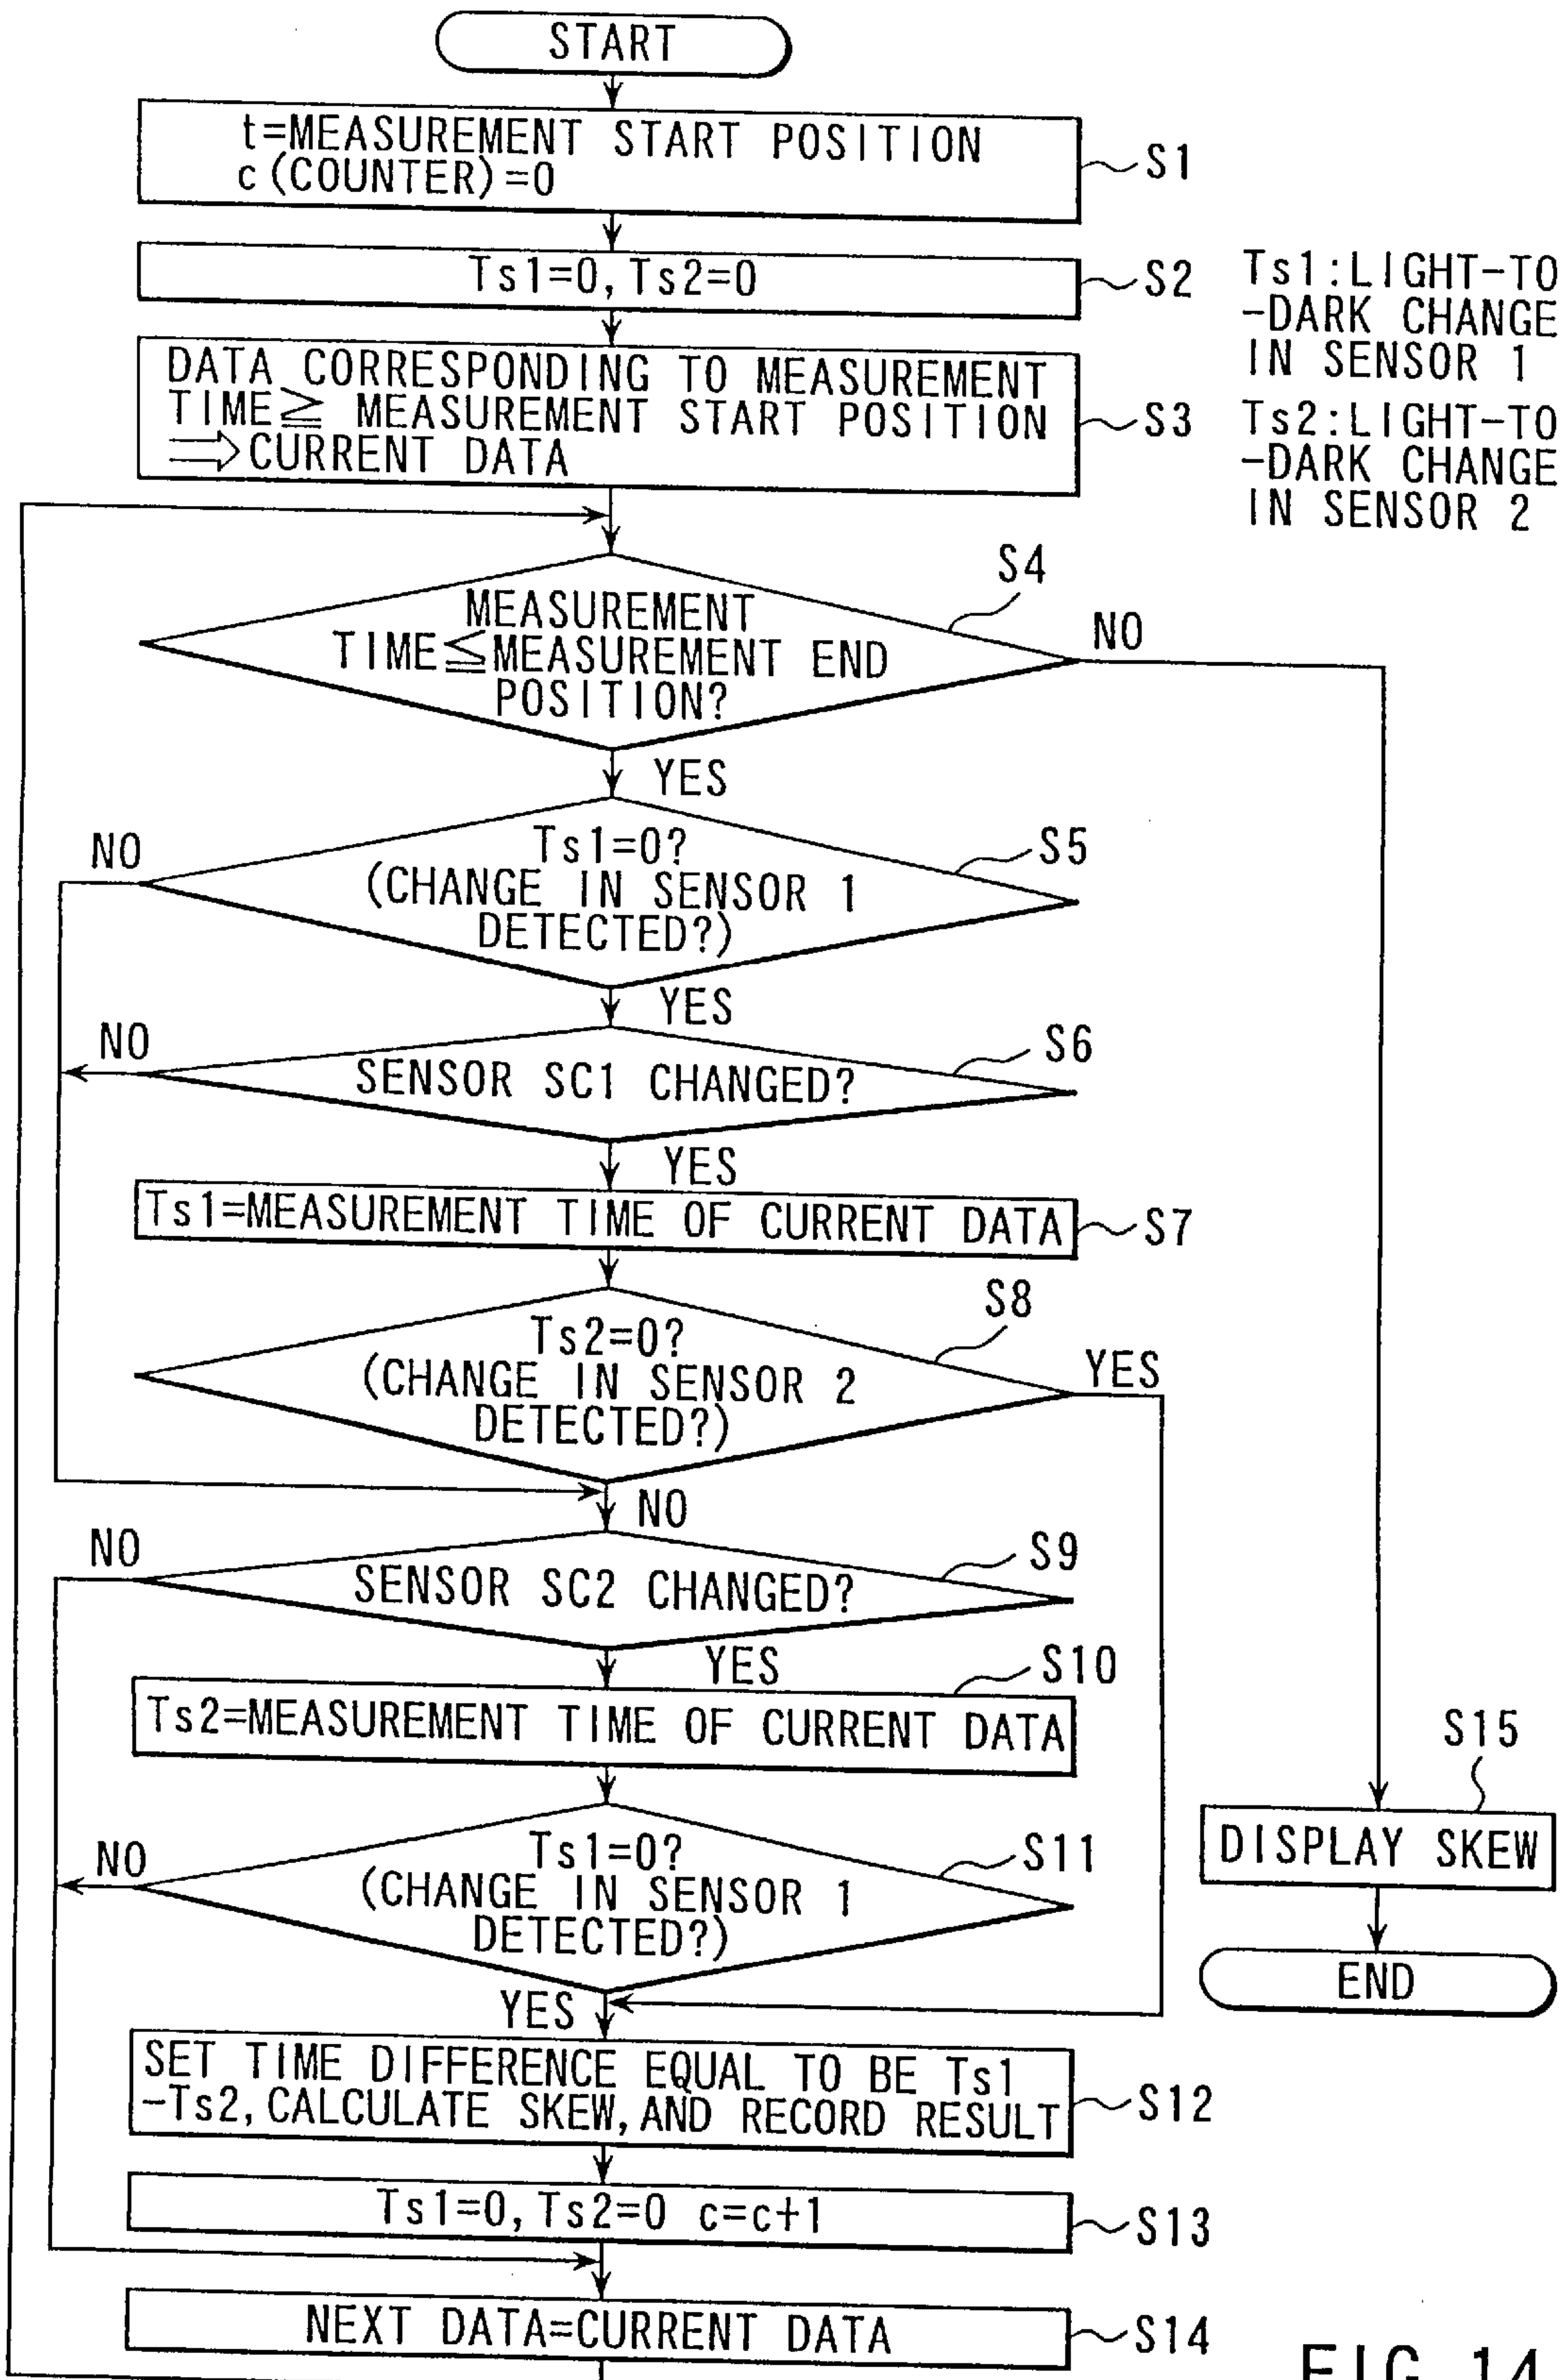 START
t=MEASUREMENT START POSITION
c(COUNTER)=0
S1
Ts1=0,Ts2=0
S2
Ts1:LIGHT-TO
-DARK CHANGE
IN SENSOR 1
Ts2:LIGHT-TO
-DARK CHANGE
IN SENSOR 2
DATA CORRESPONDING TO MEASUREMENT
TIME≧ MEASUREMENT START POSITION
⇒CURRENT DATA
S3
S4
MEASUREMENT
TIME≦MEASUREMENT END
POSITION?
NO
YES
S5
NO
Ts1=0?
(CHANGE IN SENSOR 1
DETECTED?)
YES
S6
NO
SENSOR SC1 CHANGED?
YES
Ts1=MEASUREMENT TIME OF CURRENT DATA
S7
S8
Ts2=0?
(CHANGE IN SENSOR 2
DETECTED?)
YES
NO
S9
NO
SENSOR SC2 CHANGED?
YES
S10
Ts2=MEASUREMENT TIME OF CURRENT DATA
S15
DISPLAY SKEW
END
S11
NO
Ts1=0?
(CHANGE IN SENSOR 1
DETECTED?)
YES
SET TIME DIFFERENCE EQUAL TO BE Ts1
-Ts2,CALCULATE SKEW,AND RECORD RESULT
S12
Ts1=0,Ts2=0 c=c+1
S13
NEXT DATA=CURRENT DATA
S14
FIG.14